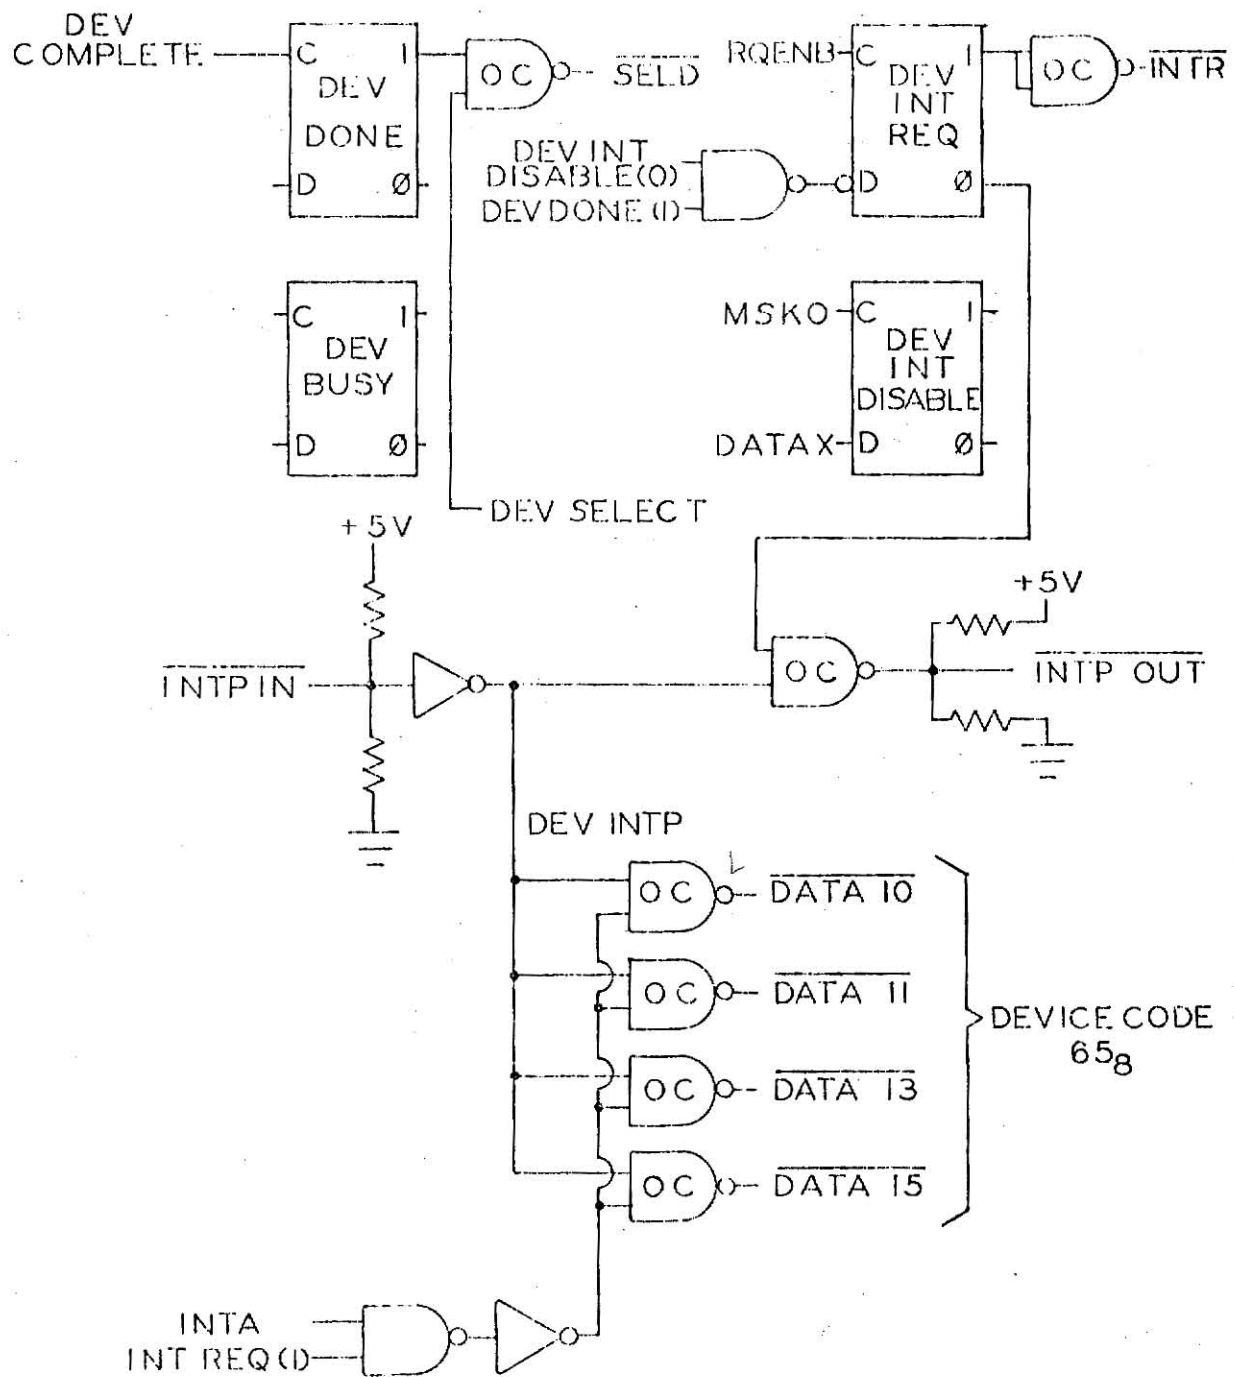 DEV
COMPLETE
C 1
DEV
DONE
D Ø
OC
SELD
RQENB
C 1
DEV
INT
REQ
D Ø
OC
INTR
DEV INT
DISABLE(0)
DEV DONE (1)
C 1
DEV
BUSY
D Ø
MSKO
C 1
DEV
INT
DISABLE
DATAX
D Ø
DEV SELECT
+5V
+5V
INTP IN
OC
INTP OUT
DEV INTP
OC
DATA 10
OC
DATA 11
OC
DATA 13
OC
DATA 15
DEVICE CODE
65₈
INTA
INT REQ (1)